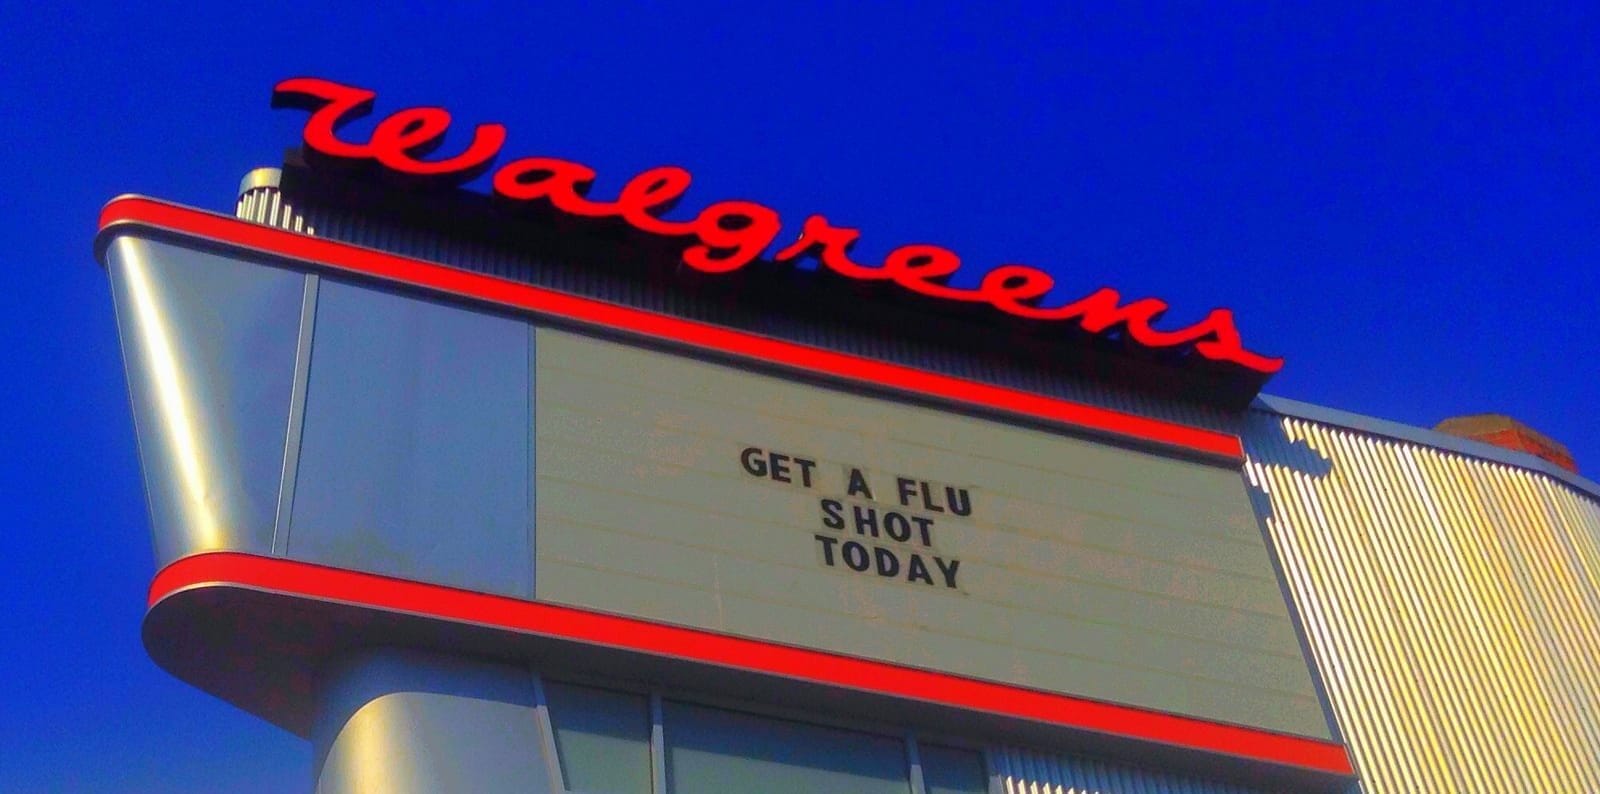 Walgreens
GET A FLU
SHOT
TODAY